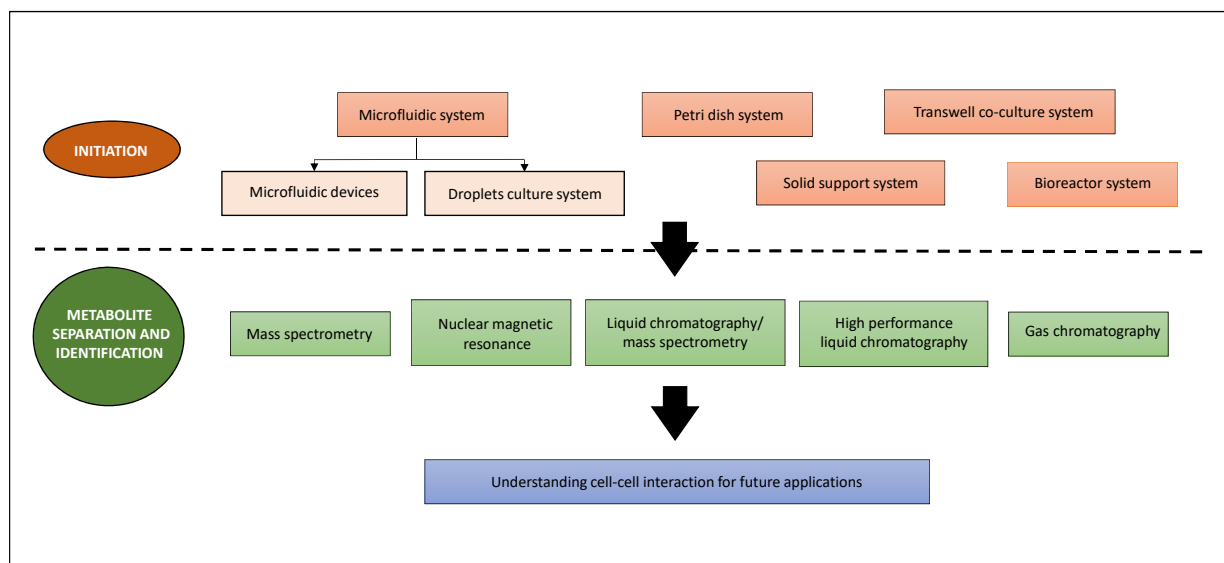 INITIATION
Microfluidic system
Petri dish system
Transwell co-culture system
Microfluidic devices
Droplets culture system
Solid support system
Bioreactor system
METABOLITE
SEPARATION AND
IDENTIFICATION
Mass spectrometry
Nuclear magnetic
resonance
Liquid chromatography/
mass spectrometry
High performance
liquid chromatography
Gas chromatography
Understanding cell-cell interaction for future applications